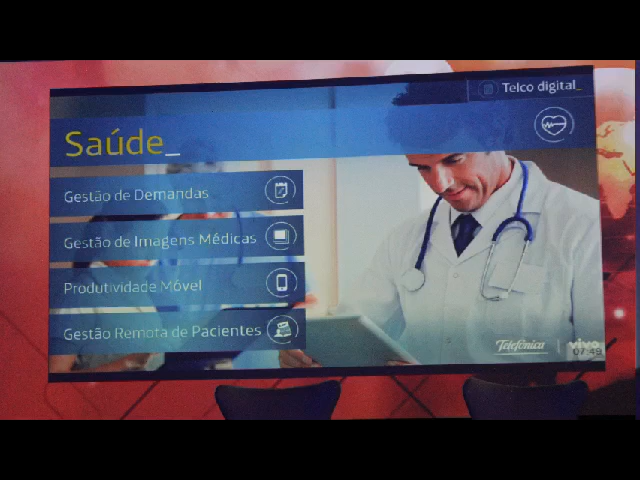 Telco digital_
Saúde_
Gestão de Demandas
Gestão de Imagens Médicas
Produtividade Móvel
Gestão Remota de Pacientes
Telefónica | vivo
07:49